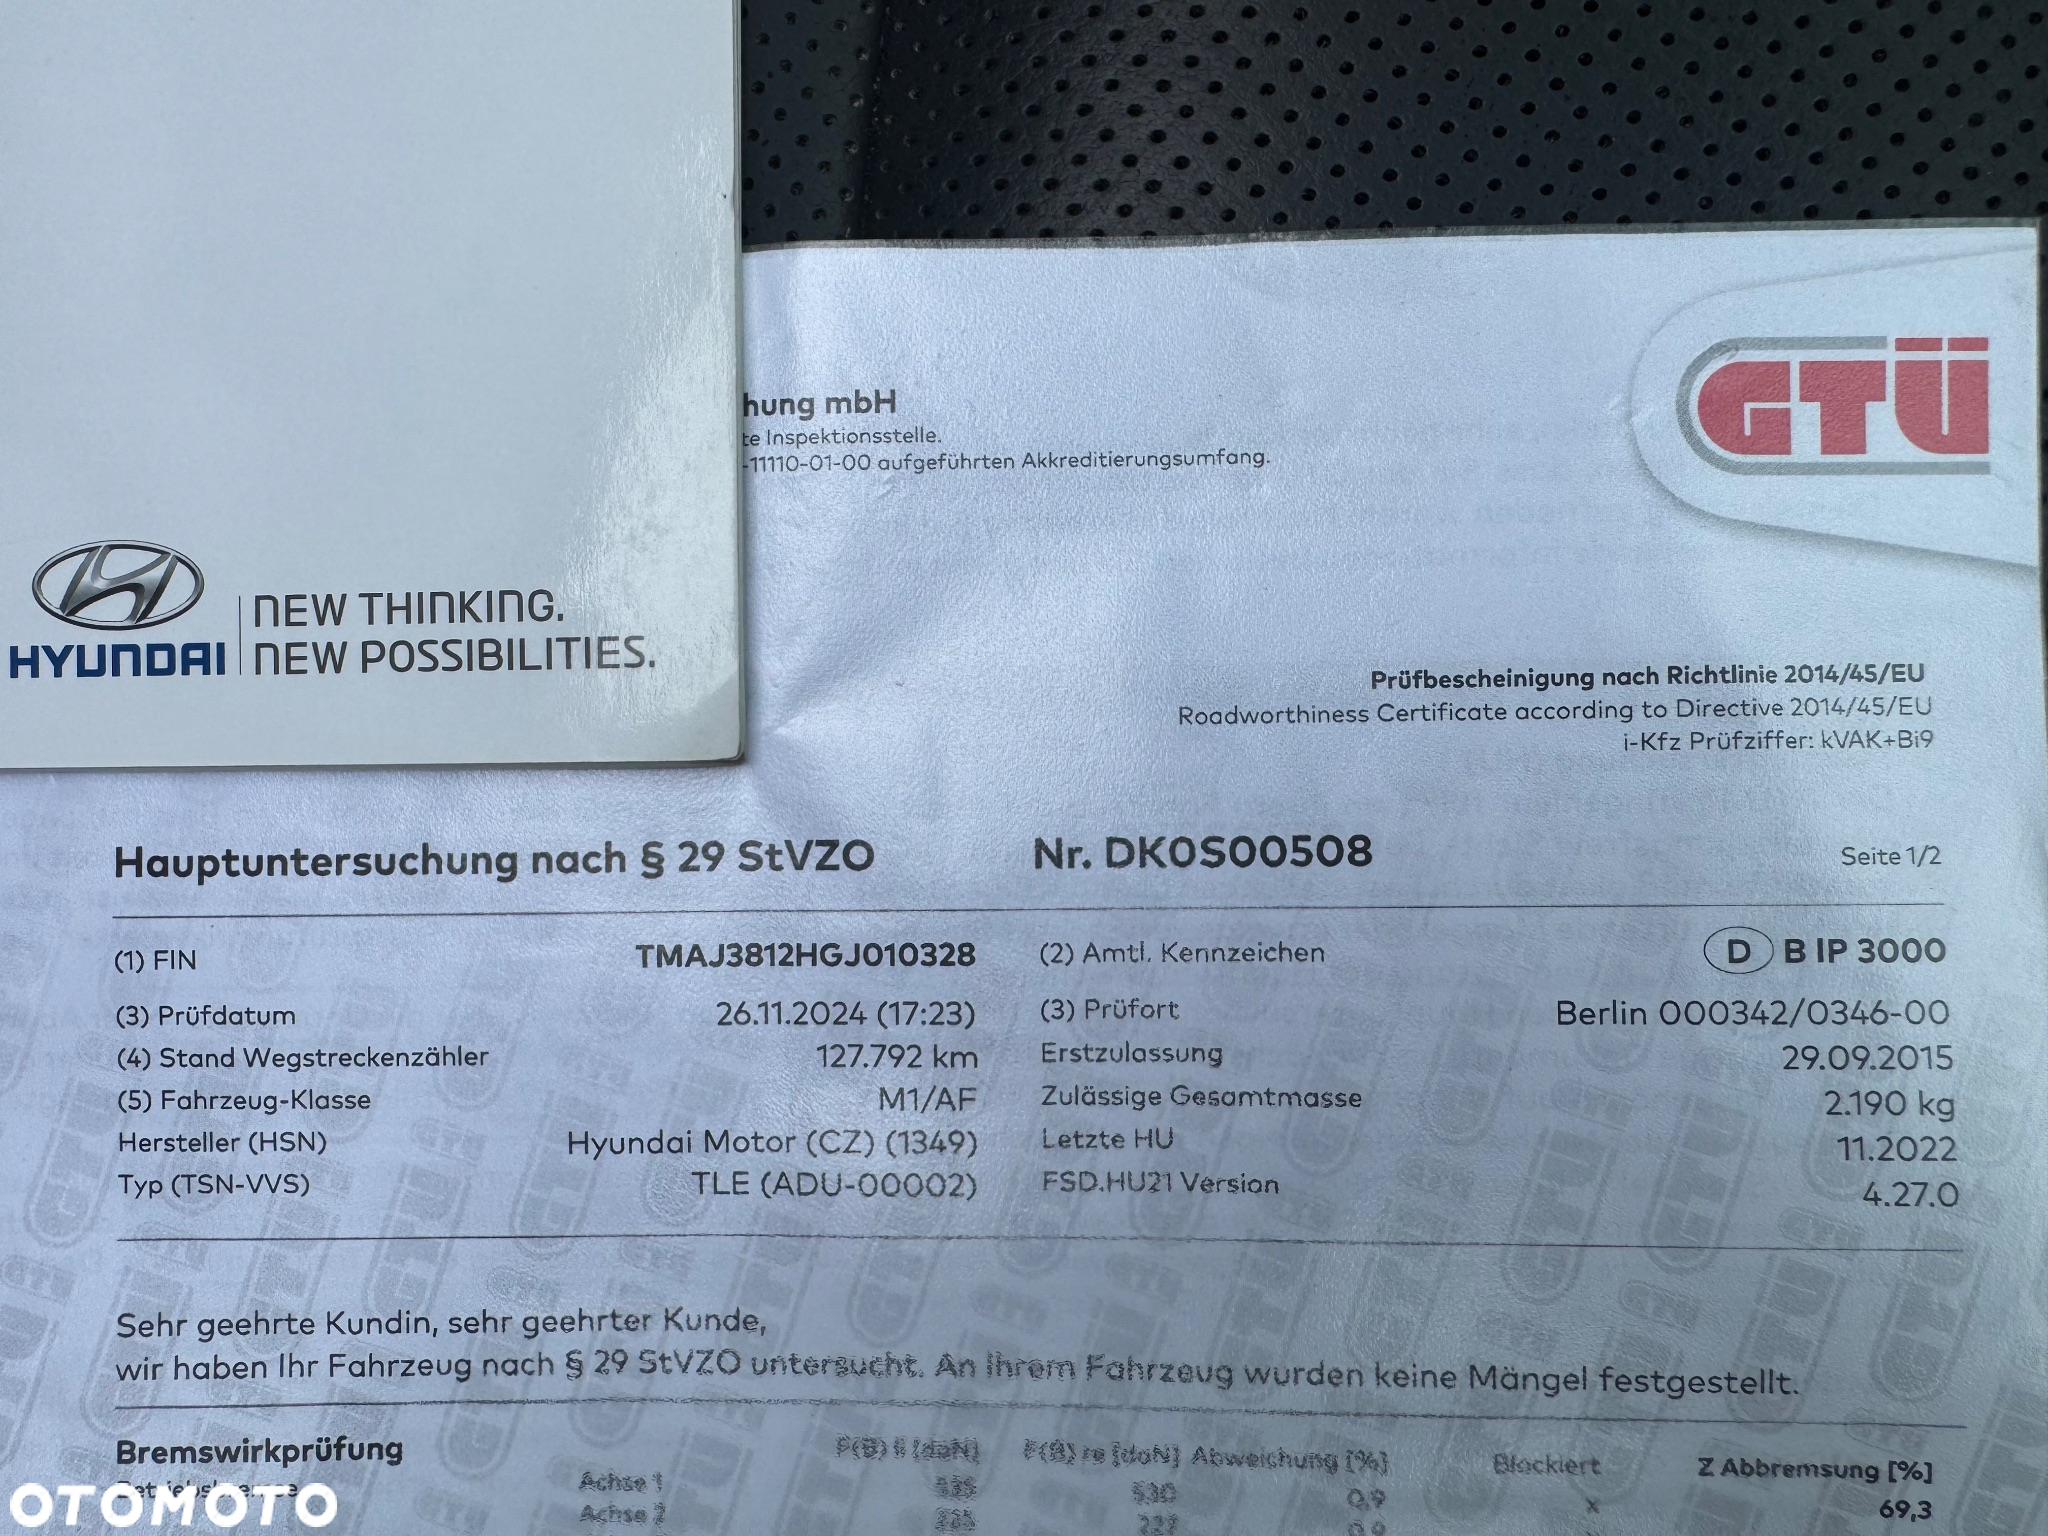 hung mbH
te Inspektionsstelle.
-11110-01-00 aufgeführten Akkreditierungsumfang.
GTÜ
HYUNDAI
NEW THINKING.
NEW POSSIBILITIES.
Prüfbescheinigung nach Richtlinie 2014/45/EU
Roadworthiness Certificate according to Directive 2014/45/EU
i-Kfz Prüfziffer: kVAK+Bi9
Hauptuntersuchung nach § 29 StVZO Nr. DK0S00508 Seite 1/2
(1) FIN TMAJ3812HGJ010328 (2) Amtl. Kennzeichen D B IP 3000
(3) Prüfdatum 26.11.2024 (17:23) (3) Prüfort Berlin 000342/0346-00
(4) Stand Wegstreckenzähler 127.792 km Erstzulassung 29.09.2015
(5) Fahrzeug-Klasse M1/AF Zulässige Gesamtmasse 2.190 kg
Hersteller (HSN) Hyundai Motor (CZ) (1349) Letzte HU 11.2022
Typ (TSN-VVS) TLE (ADU-00002) FSD.HU21 Version 4.27.0
Sehr geehrte Kundin, sehr geehrter Kunde,
wir haben Ihr Fahrzeug nach § 29 StVZO untersucht. An Ihrem Fahrzeug wurden keine Mängel festgestellt.
Bremswirkprüfung F(B) li [daN] F(B) re [daN] Abweichung [%] Blockiert Z Abbremsung [%]
Achse 1 530 0,9 x 69,3
Achse 2 0,9
OTOMOTO